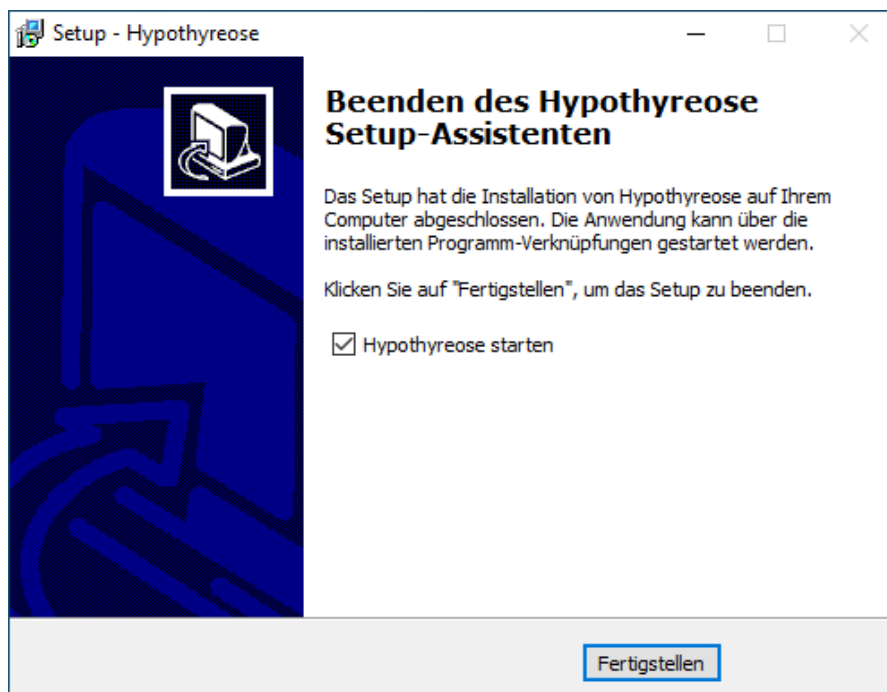 Setup - Hypothyreose
Beenden des Hypothyreose
Setup-Assistenten
Das Setup hat die Installation von Hypothyreose auf Ihrem
Computer abgeschlossen. Die Anwendung kann über die
installierten Programm-Verknüpfungen gestartet werden.
Klicken Sie auf "Fertigstellen", um das Setup zu beenden.
Hypothyreose starten
Fertigstellen